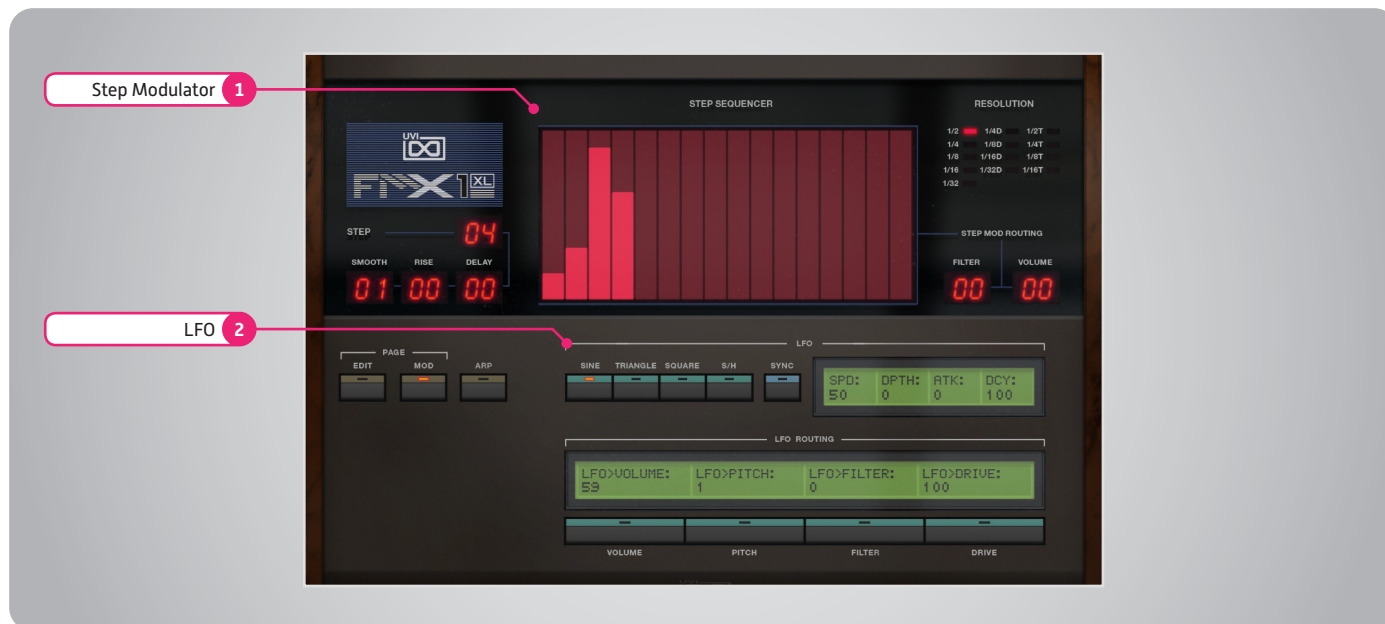 Step Modulator 1
STEP SEQUENCER
RESOLUTION
UVI
FMX1 XL
1/2 1/4D 1/2T
1/4 1/8D 1/4T
1/8 1/16D 1/8T
1/16 1/32D 1/16T
1/32
STEP 04
STEP MOD ROUTING
SMOOTH RISE DELAY
FILTER VOLUME
01 00 00
00 00
LFO 2
LFO
PAGE
EDIT MOD ARP
SINE TRIANGLE SQUARE S/H SYNC
SPD: DPTH: ATK: DCY:
50 0 0 100
LFO ROUTING
LFO>VOLUME: LFO>PITCH: LFO>FILTER: LFO>DRIVE:
59 1 0 100
VOLUME PITCH FILTER DRIVE